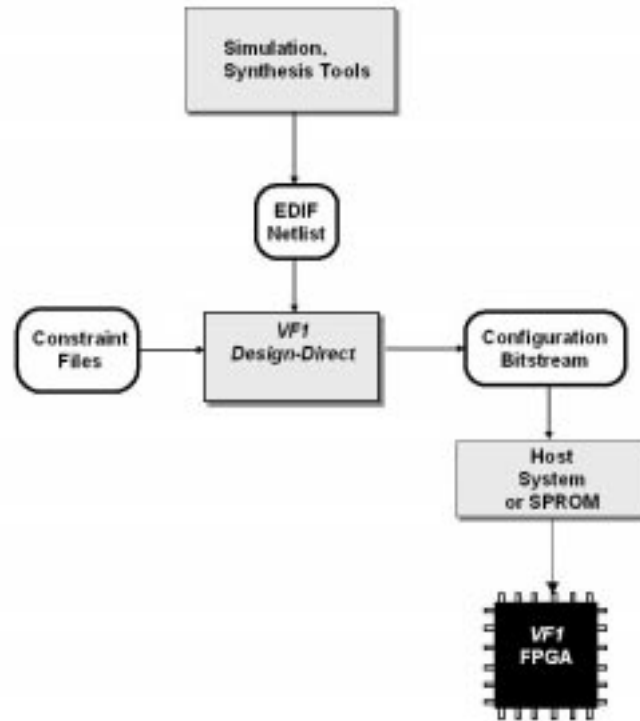 Simulation,
Synthesis Tools
EDIF
Netlist
Constraint
Files
VF1
Design-Direct
Configuration
Bitstream
Host
System
or SPROM
VF1
FPGA